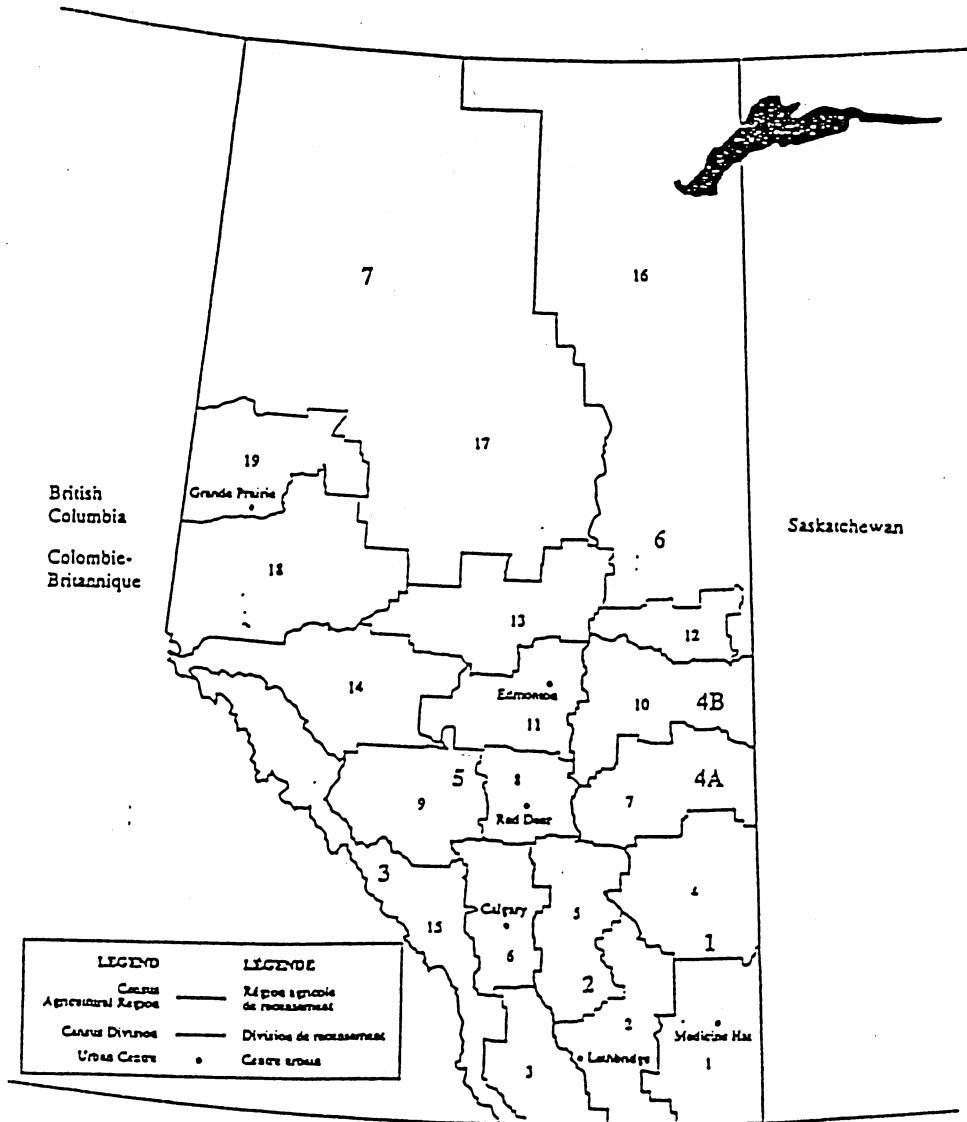 7
16
17
19
Grande Prairie
British
Columbia
Colombie-
Britannique
6
Saskatchewan
18
13
12
14
Edmonton
11
10
4B
5
8
9
Red Deer
7
4A
3
Calgary
5
4
15
6
1
2
2
Medicine Hat
Lethbridge
3
1
LEGEND
LÉGENDE
Census
Agricultural Region
Région agricole
de recensement
Census Division
Division de recensement
Urban Centre
Centre urbain